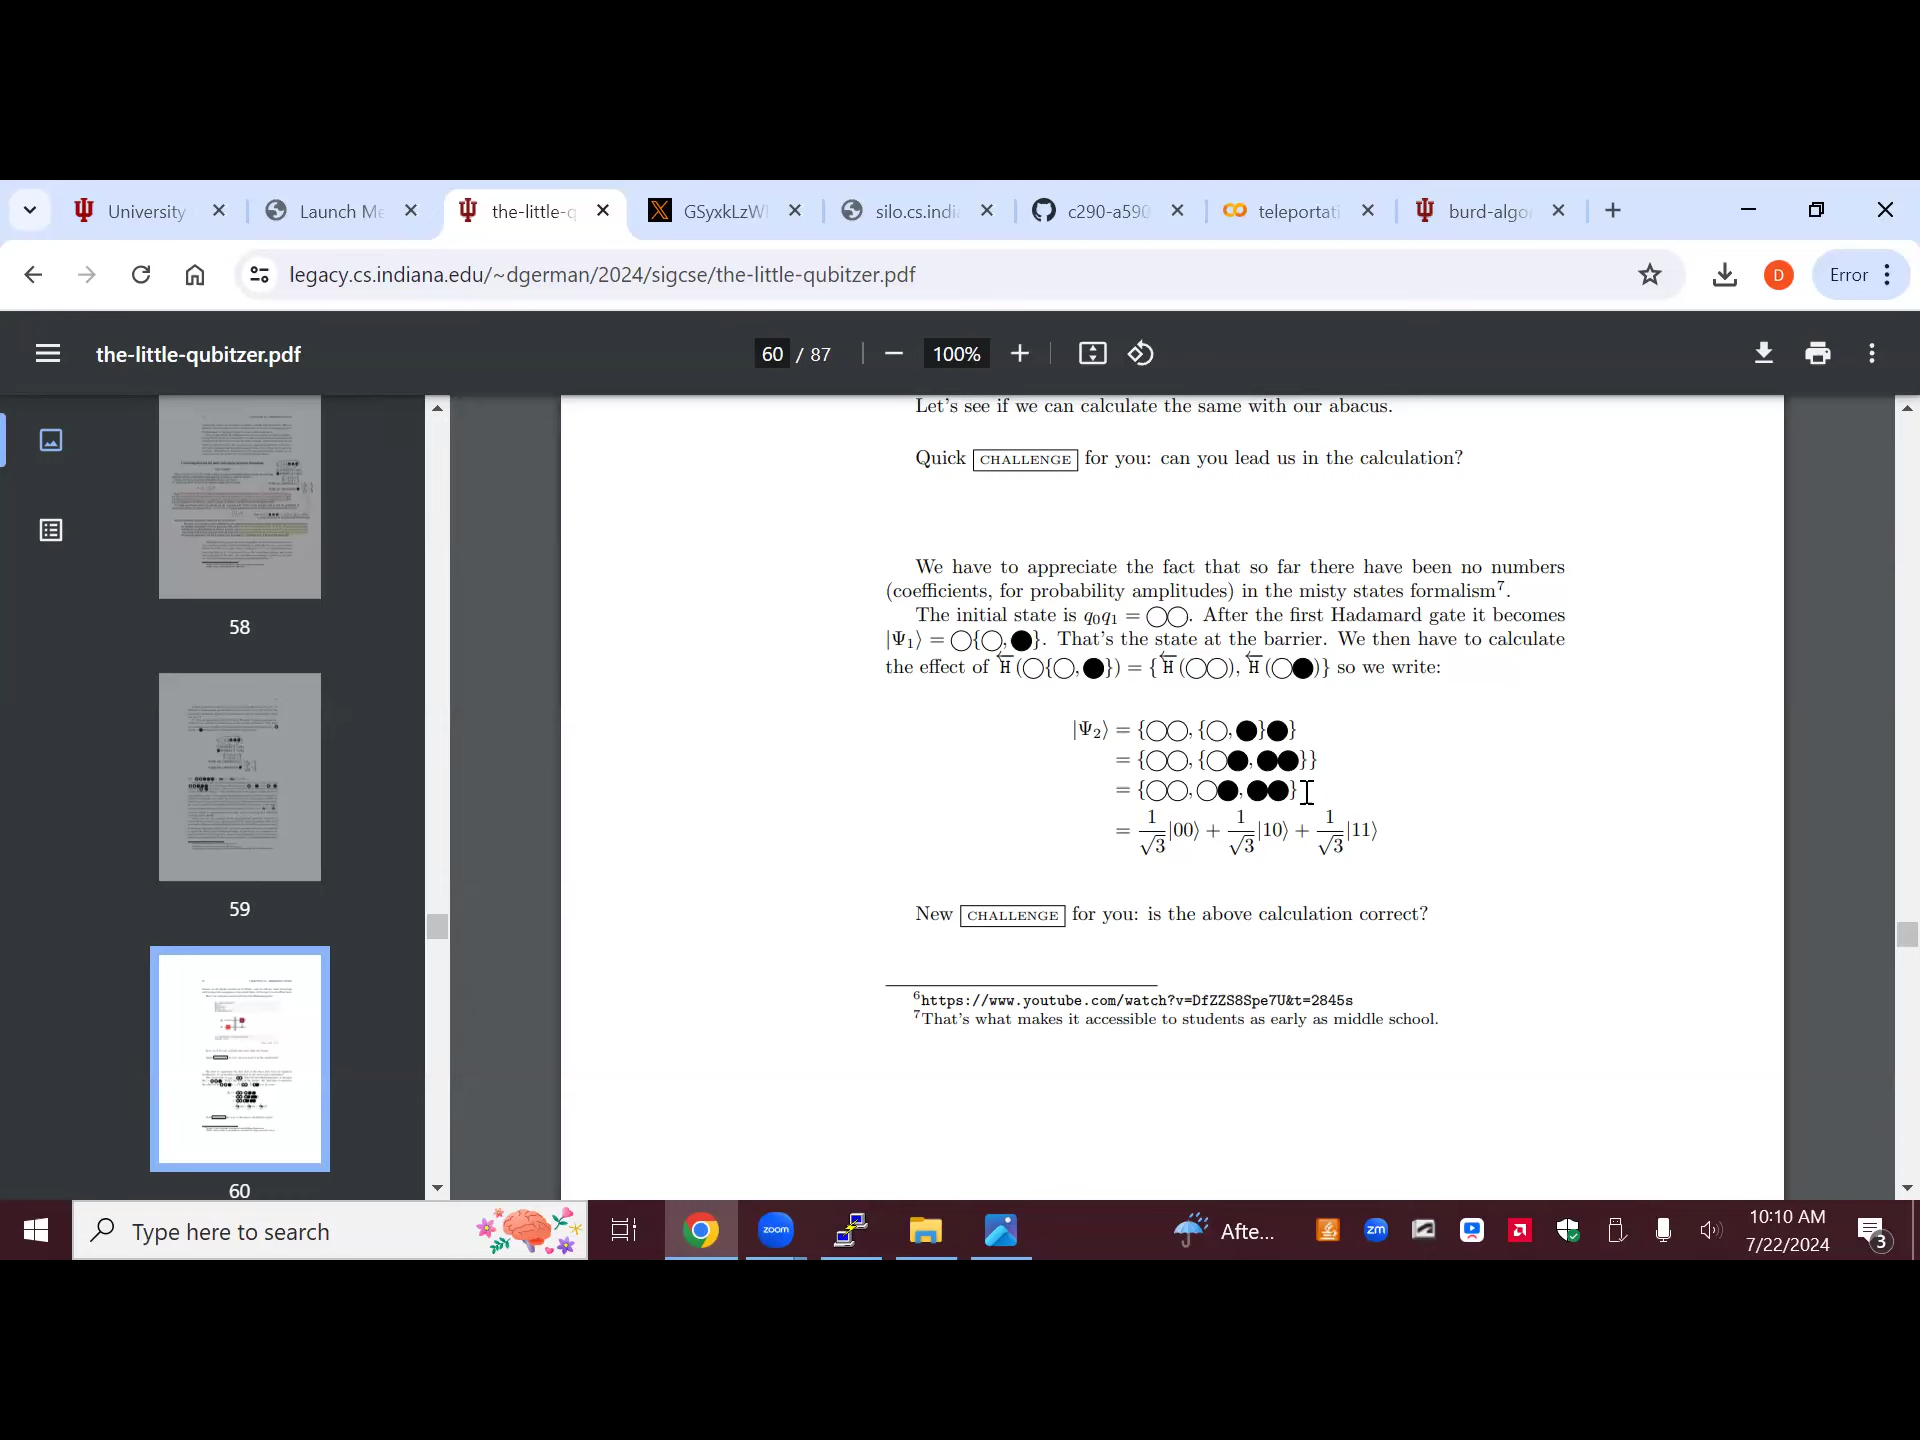 University
Launch Me
the-little-q
GSyxkLzW
silo.cs.indi
c290-a590
teleportati
burd-algo
legacy.cs.indiana.edu/~dgerman/2024/sigcse/the-little-qubitzer.pdf
D
Error
the-little-qubitzer.pdf
60 / 87
100%
58
59
60
Let's see if we can calculate the same with our abacus.
Quick CHALLENGE for you: can you lead us in the calculation?
We have to appreciate the fact that so far there have been no numbers
(coefficients, for probability amplitudes) in the misty states formalism⁷.
The initial state is q₀q₁ = ◯◯. After the first Hadamard gate it becomes
|Ψ₁⟩ = ◯{◯,⬤}. That's the state at the barrier. We then have to calculate
the effect of H⃖(◯{◯,⬤}) = {H⃖(◯◯), H⃖(◯⬤)} so we write:
|Ψ₂⟩ = {◯◯, {◯,⬤}⬤}
= {◯◯, {◯⬤, ⬤⬤}}
= {◯◯, ◯⬤, ⬤⬤}
= 1/√3|00⟩ + 1/√3|10⟩ + 1/√3|11⟩
New CHALLENGE for you: is the above calculation correct?
⁶https://www.youtube.com/watch?v=DfZZS8Spe7U&t=2845s
⁷That's what makes it accessible to students as early as middle school.
Type here to search
zoom
Afte...
zm
10:10 AM
7/22/2024
3